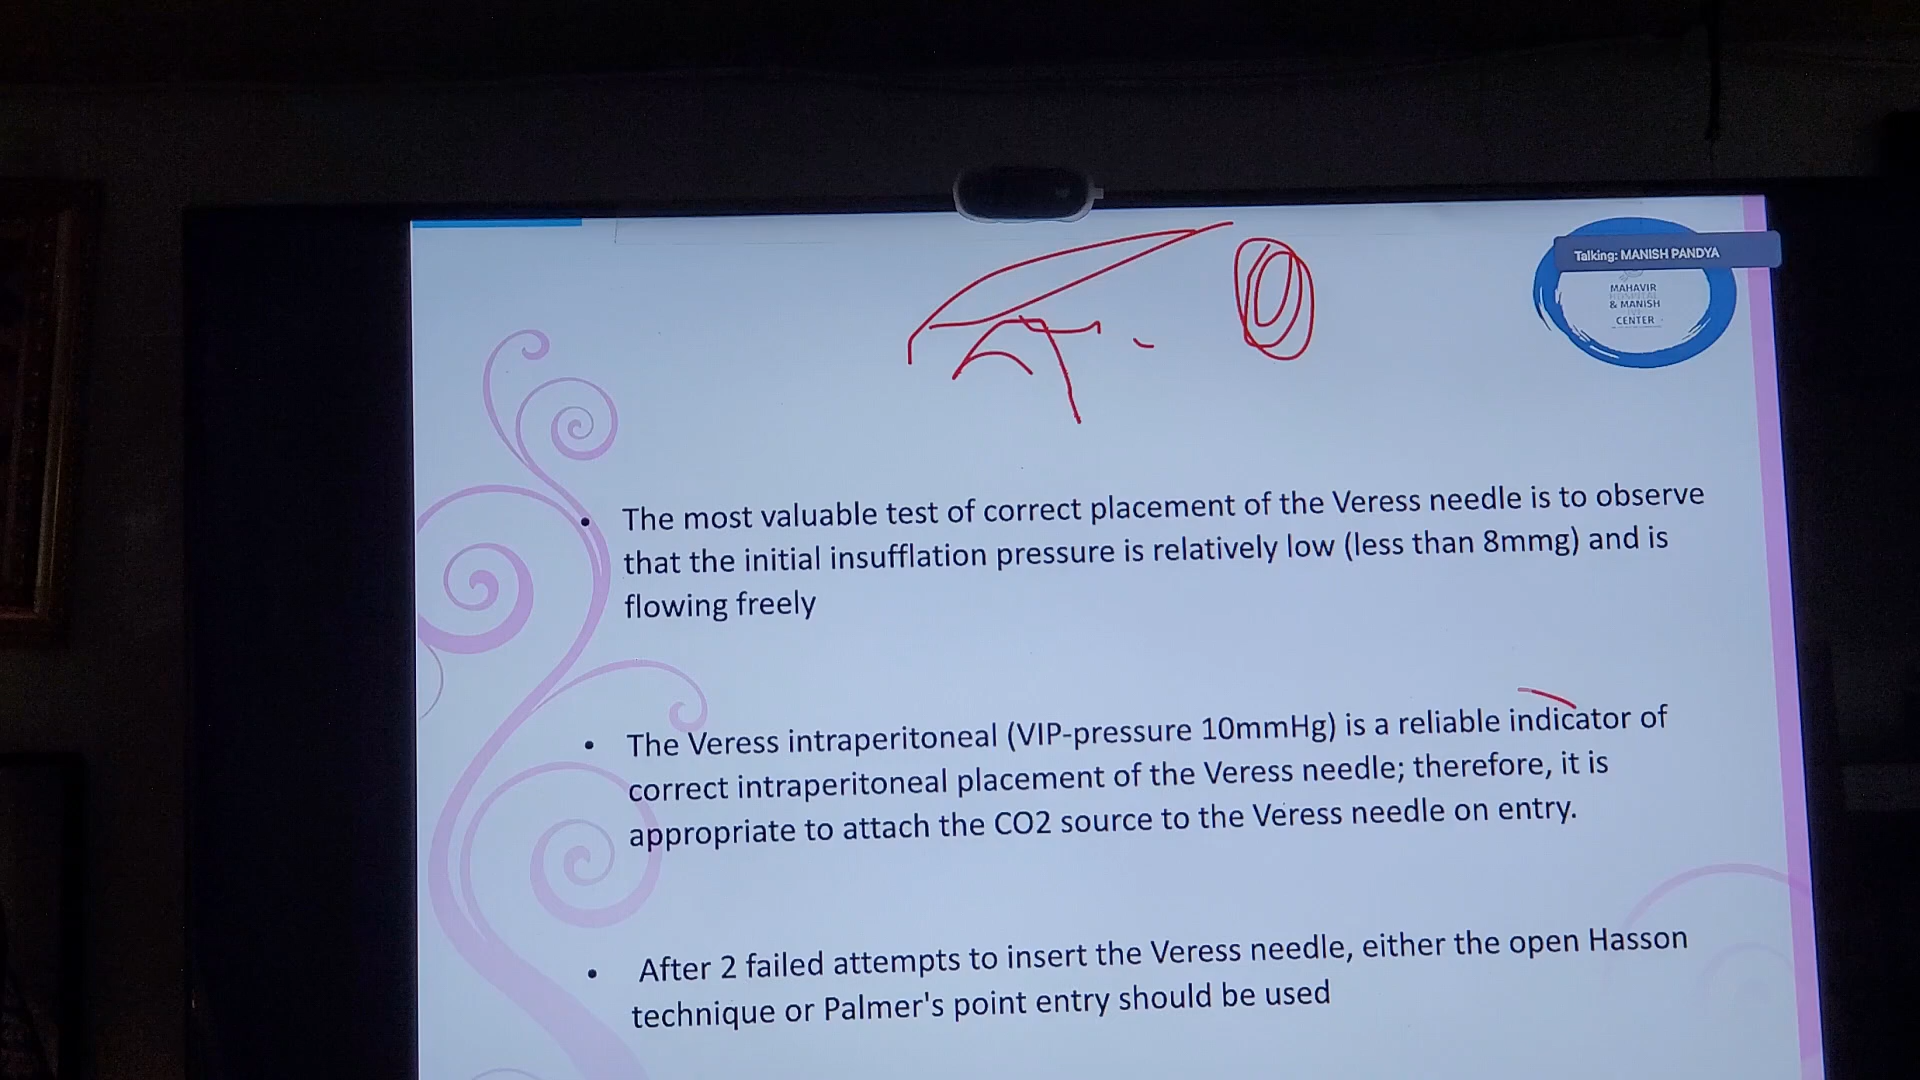 Talking: MANISH PANDYA
MAHAVIR
& MANISH
CENTER
• The most valuable test of correct placement of the Veress needle is to observe
that the initial insufflation pressure is relatively low (less than 8mmg) and is
flowing freely
• The Veress intraperitoneal (VIP-pressure 10mmHg) is a reliable indicator of
correct intraperitoneal placement of the Veress needle; therefore, it is
appropriate to attach the CO2 source to the Veress needle on entry.
• After 2 failed attempts to insert the Veress needle, either the open Hasson
technique or Palmer's point entry should be used